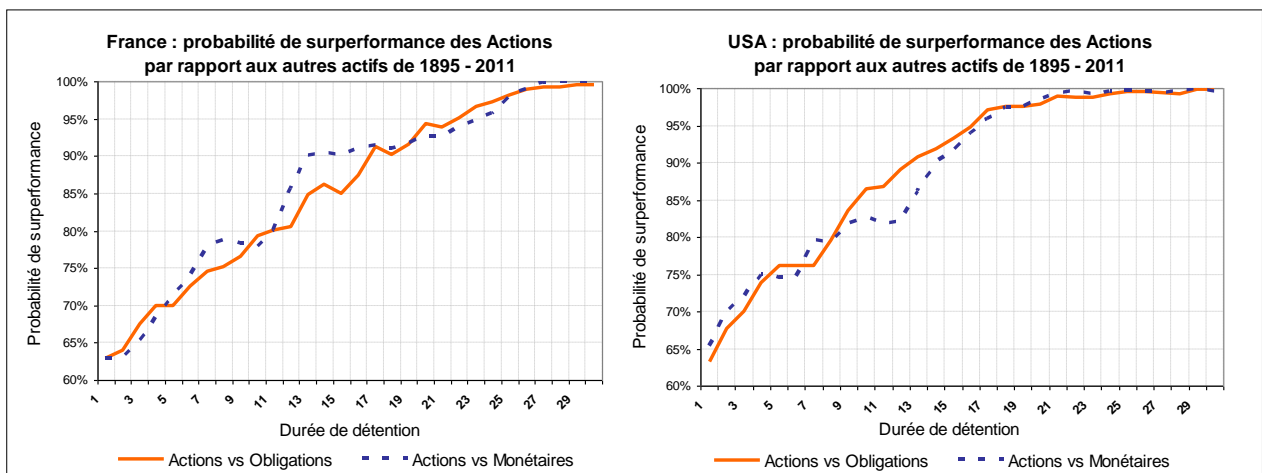 France : probabilité de surperformance des Actions
par rapport aux autres actifs de 1895 - 2011
Probabilité de surperformance
100%
95%
90%
85%
80%
75%
70%
65%
60%
1 3 5 7 9 11 13 15 17 19 21 23 25 27 29
Durée de détention
Actions vs Obligations Actions vs Monétaires
USA : probabilité de surperformance des Actions
par rapport aux autres actifs de 1895 - 2011
Probabilité de surperformance
100%
95%
90%
85%
80%
75%
70%
65%
60%
1 3 5 7 9 11 13 15 17 19 21 23 25 27 29
Durée de détention
Actions vs Obligations Actions vs Monétaires